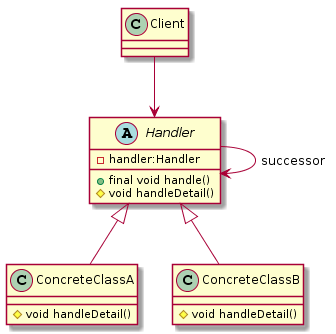 C Client
A Handler
handler:Handler
successor
final void handle()
void handleDetail()
C ConcreteClassA
C ConcreteClassB
void handleDetail()
void handleDetail()